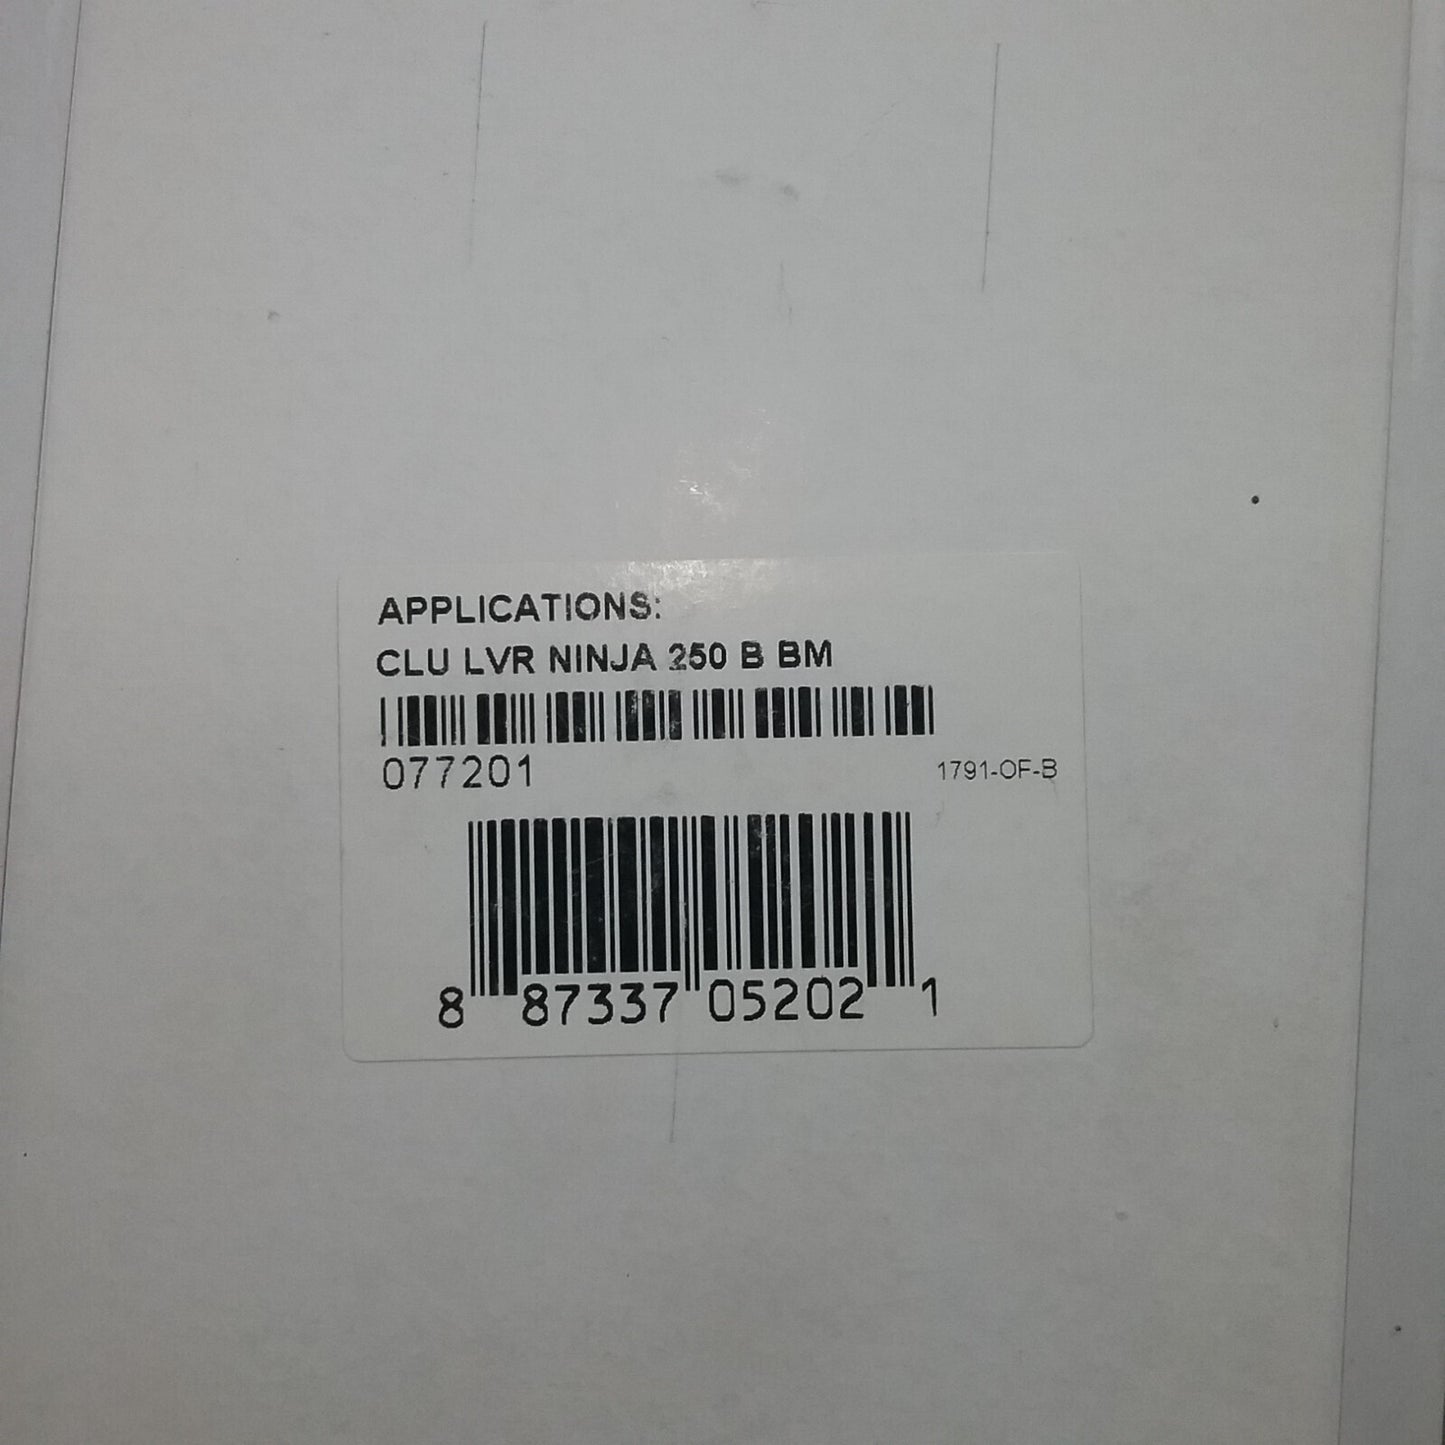 APPLICATIONS:
CLU LVR NINJA 250 B BM
077201
1791-OF-B
8 87337 05202 1